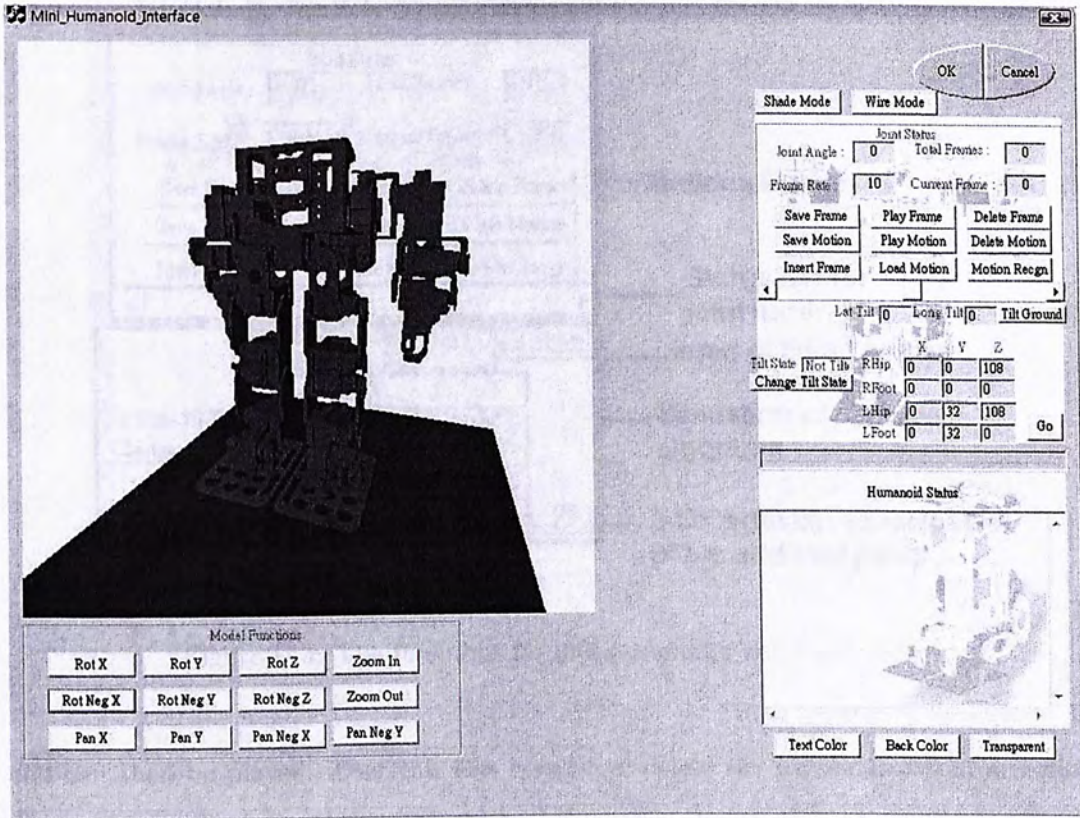 Mini_Humanoid_Interface
OK Cancel
Shade Mode Wire Mode
Joint Status
Joint Angle : 0 Total Frames : 0
Frame Rate 10 Current Frame : 0
Save Frame Play Frame Delete Frame
Save Motion Play Motion Delete Motion
Insert Frame Load Motion Motion Recgn
Lat Tilt 0 Long Tilt 0 Tilt Ground
X Y Z
Tilt State Not Tilt RHip 0 0 108
Change Tilt State RFoot 0 0 0
LHip 0 32 108
LFoot 0 32 0
Go
Humanoid Status
Model Functions
Rot X Rot Y Rot Z Zoom In
Rot Neg X Rot Neg Y Rot Neg Z Zoom Out
Pan X Pan Y Pan Neg X Pan Neg Y
Text Color Back Color Transparent